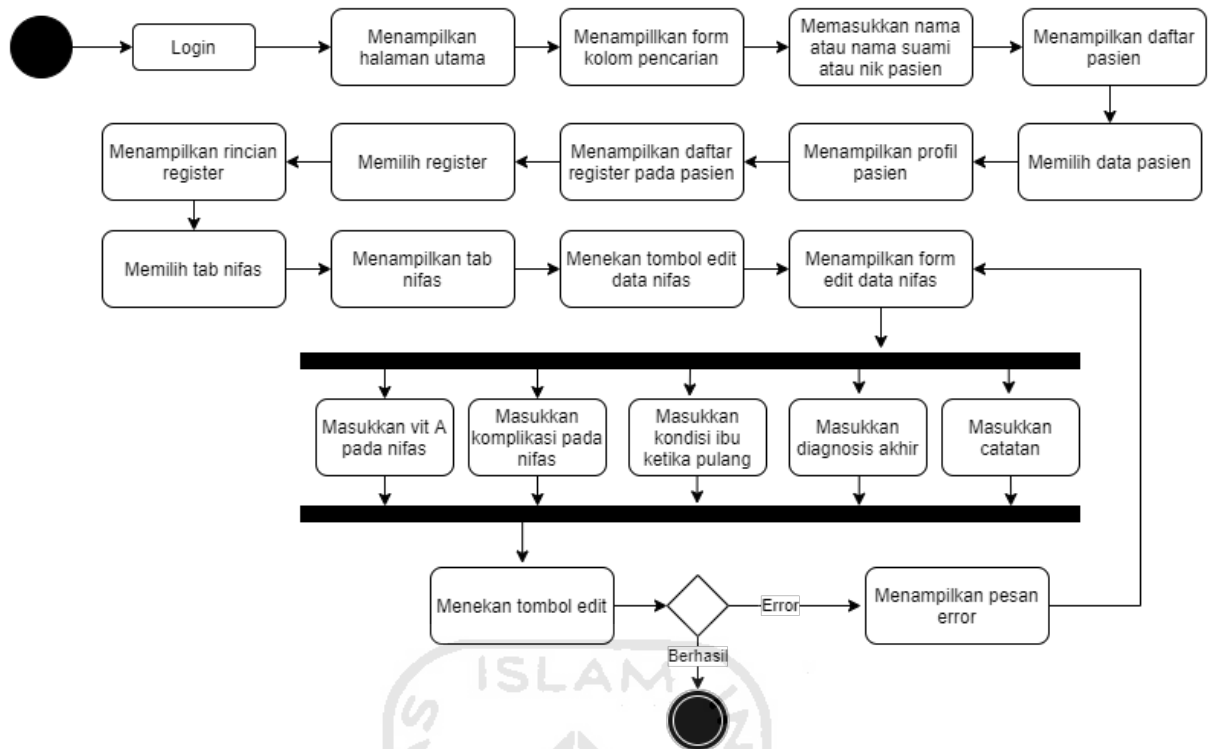 Login
Menampilkan
halaman utama
Menampillkan form
kolom pencarian
Memasukkan nama
atau nama suami
atau nik pasien
Menampilkan daftar
pasien
Memilih data pasien
Menampilkan profil
pasien
Menampilkan daftar
register pada pasien
Memilih register
Menampilkan rincian
register
Memilih tab nifas
Menampilkan tab
nifas
Menekan tombol edit
data nifas
Menampilkan form
edit data nifas
Masukkan vit A
pada nifas
Masukkan
komplikasi pada
nifas
Masukkan
kondisi ibu
ketika pulang
Masukkan
diagnosis akhir
Masukkan
catatan
Menekan tombol edit
Error
Menampilkan pesan
error
Berhasil
ISLAM